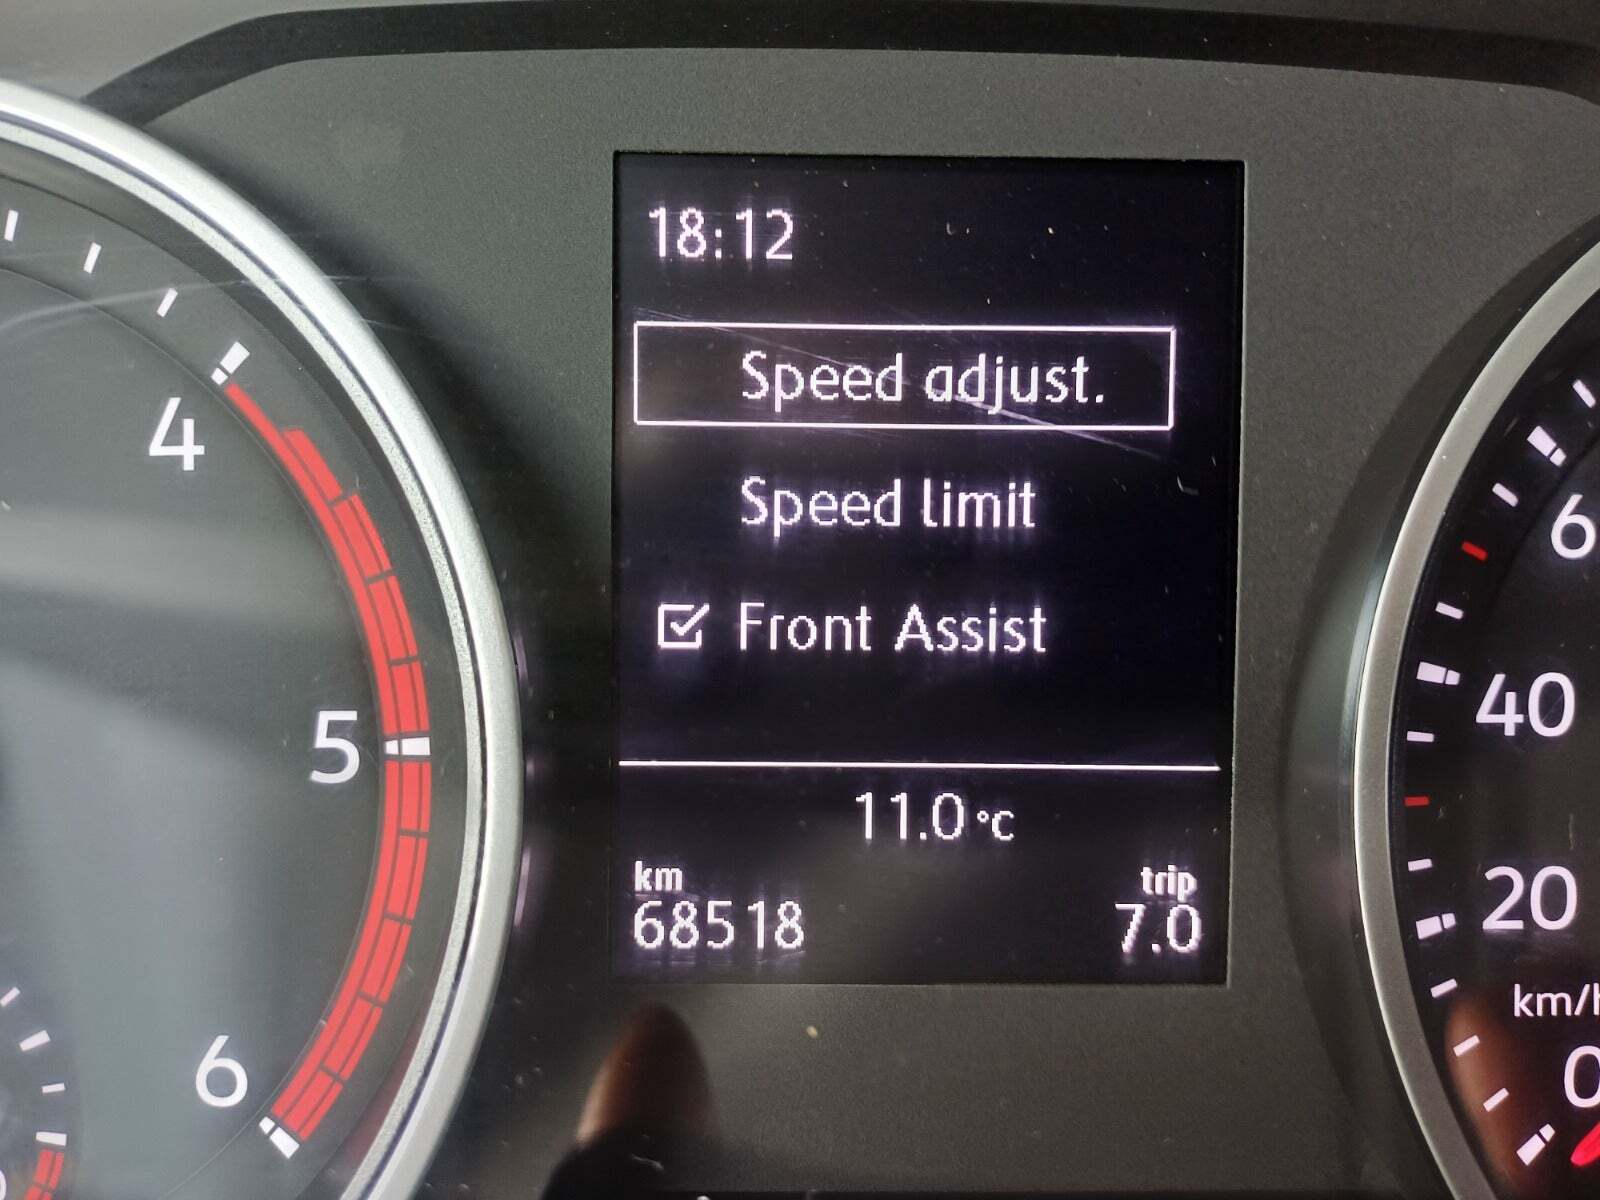 18:12
Speed adjust.
Speed limit
Front Assist
11.0 °C
km
trip
68518
7.0
4
5
6
6
40
20
km/h
0